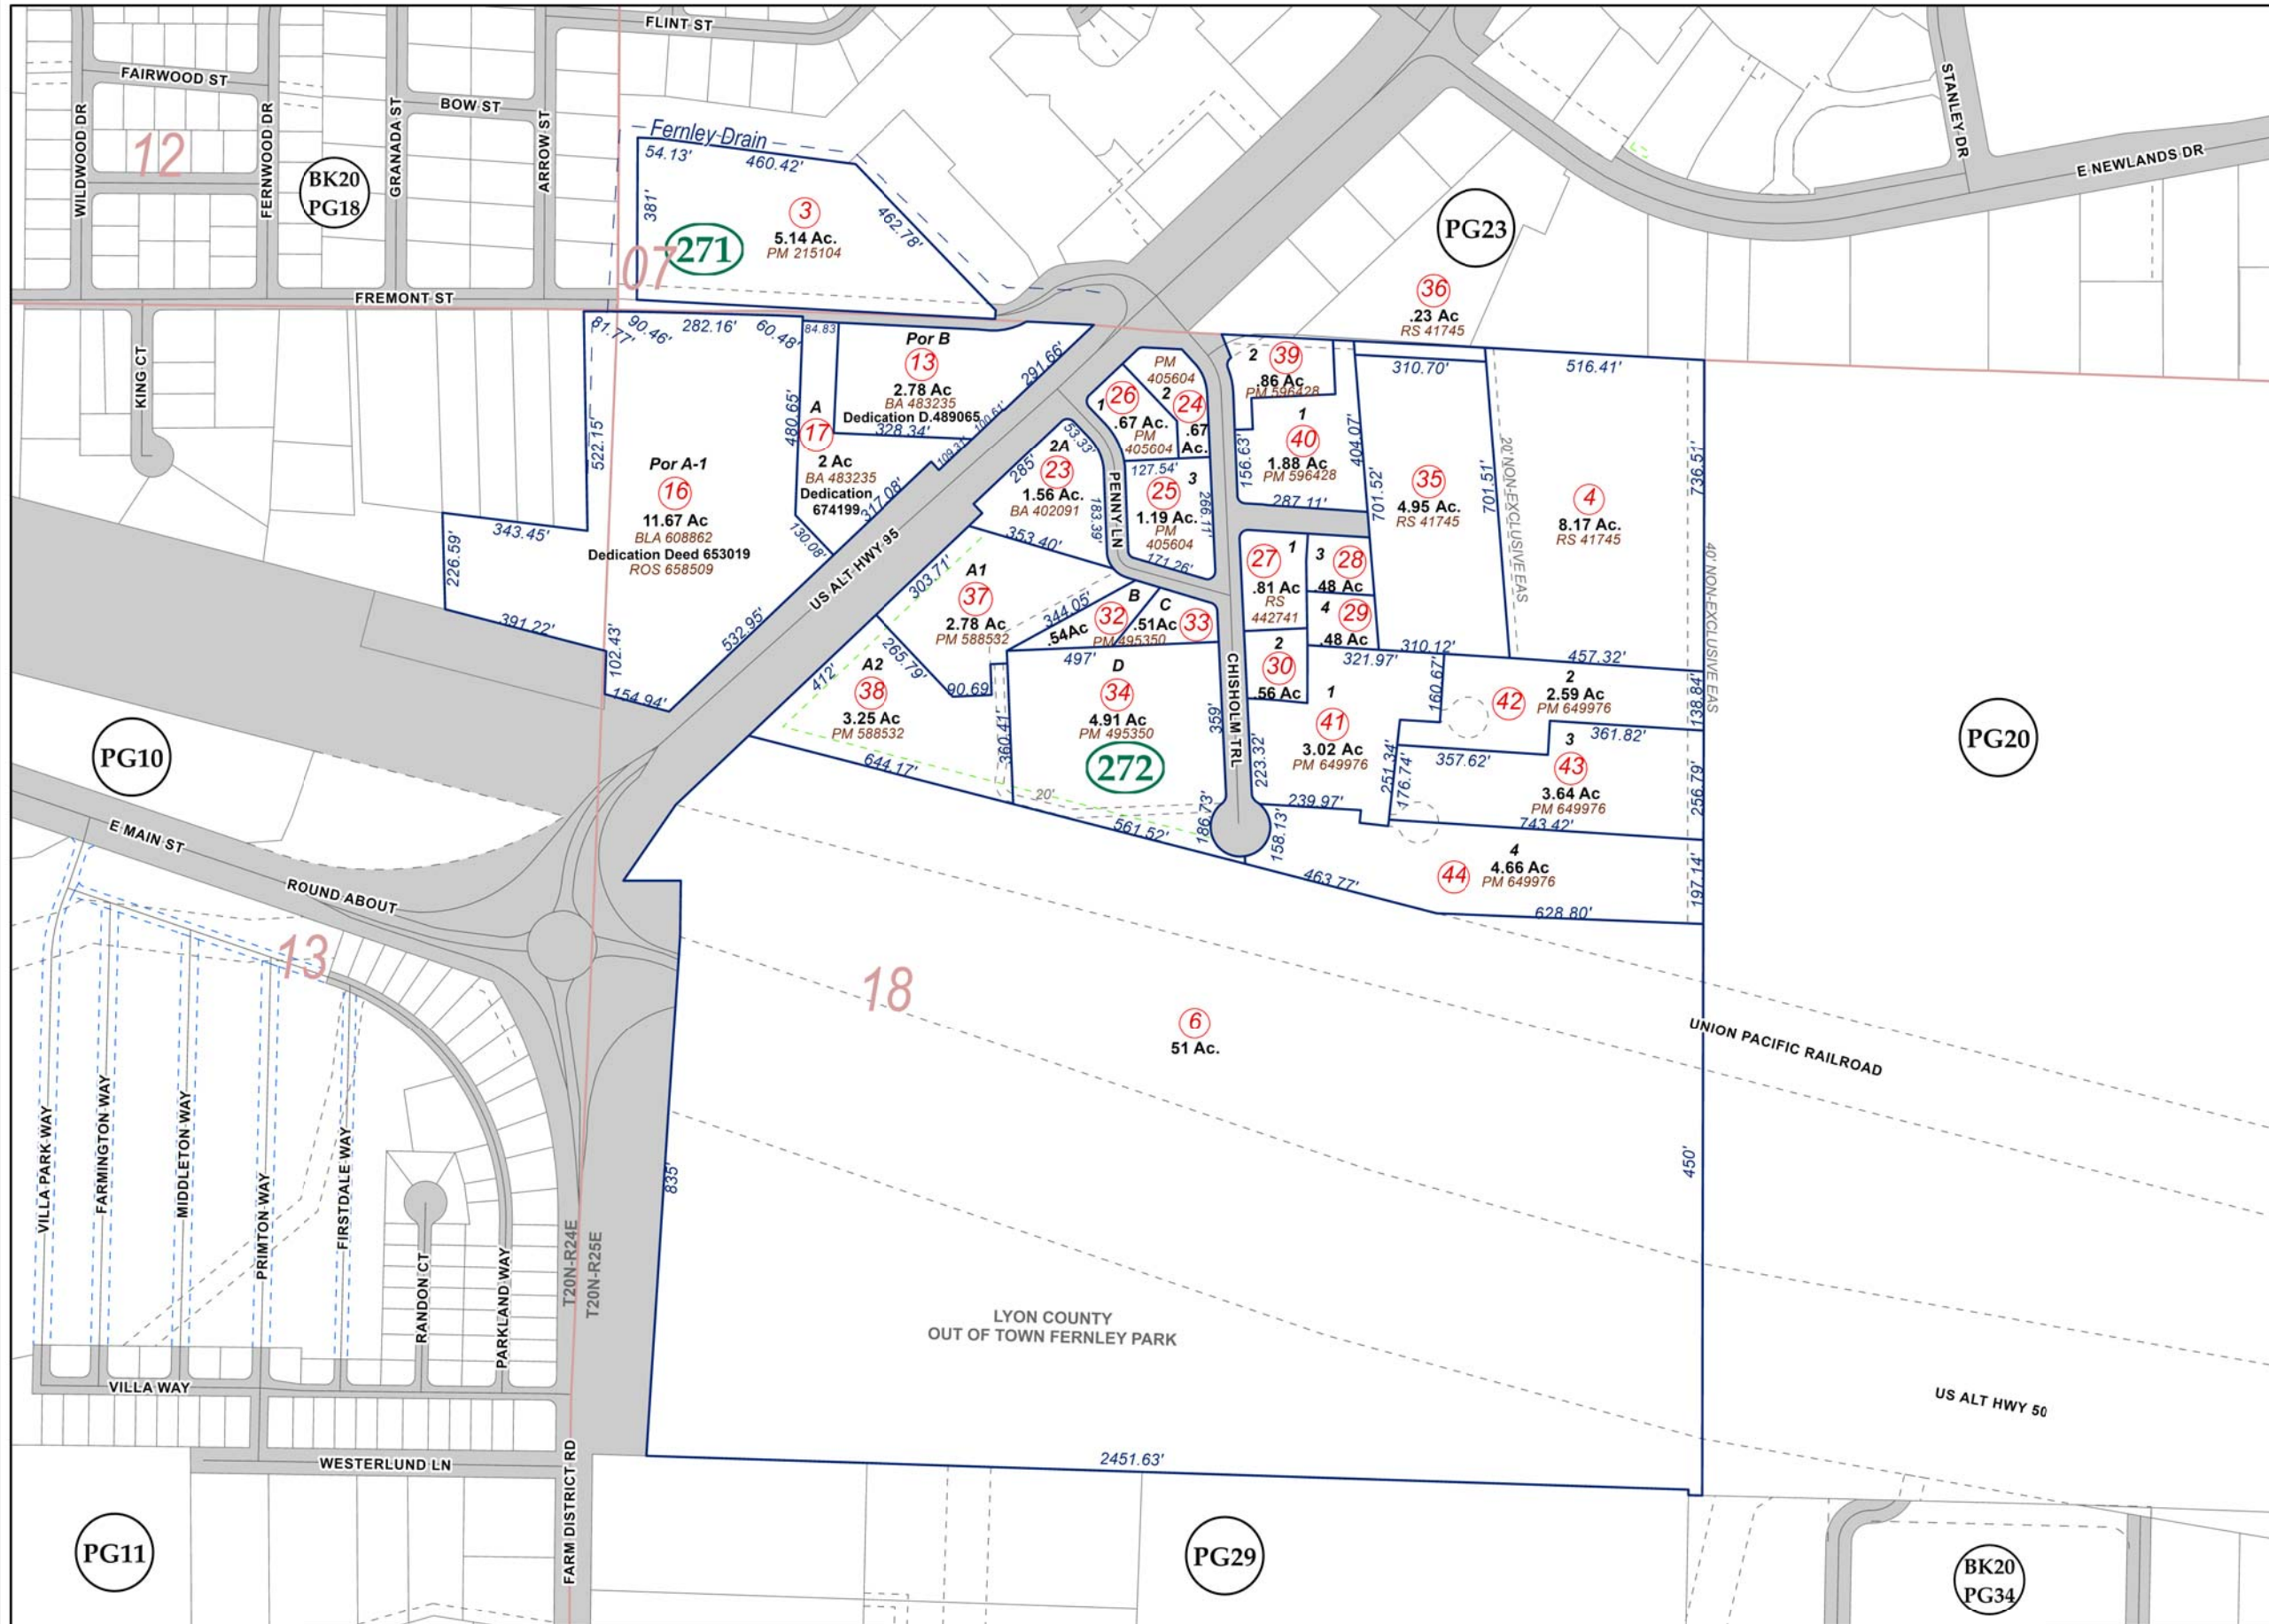 FLINT ST
FAIRWOOD ST
BOW ST
WILDWOOD DR
FERNWOOD DR
GRANADA ST
ARROW ST
12
BK20
PG18
STANLEY DR
E NEWLANDS DR
Fernley Drain
54.13'
460.42'
381'
462.78'
3
5.14 Ac.
PM 215104
271
07
PG23
FREMONT ST
KING CT
36
.23 Ac
RS 41745
81.77'
90.46'
282.16'
60.48'
84.83
Por B
13
2.78 Ac
BA 483235
Dedication D.489065
328.34'
291.66'
100.61'
109.31'
480.65'
A
17
2 Ac
BA 483235
Dedication
674199
317.08'
130.08'
522.15'
Por A-1
16
11.67 Ac
BLA 608862
Dedication Deed 653019
ROS 658509
343.45'
226.59'
391.22'
102.43'
154.94'
532.95'
US ALT HWY 95
PM
405604
2
24
.67
Ac.
1
26
.67 Ac.
PM
405604
53.33'
285'
2A
23
1.56 Ac.
BA 402091
183.39'
353.40'
PENNY LN
127.54'
3
25
1.19 Ac.
PM
405604
266.11'
171.26'
2
39
.86 Ac
PM 596428
1
40
1.88 Ac
PM 596428
156.63'
404.07'
287.11'
310.70'
516.41'
701.52'
35
4.95 Ac.
RS 41745
701.51'
20' NON-EXCLUSIVE EAS
4
8.17 Ac.
RS 41745
736.51'
40' NON-EXCLUSIVE EAS
27
1
.81 Ac
RS
442741
3
28
.48 Ac
4
29
.48 Ac
2
30
.56 Ac
303.71'
A1
37
2.78 Ac
PM 588532
344.05'
265.79'
90.69
B
32
.54Ac
C
.51Ac
33
PM 495350
412'
A2
38
3.25 Ac
PM 588532
644.17'
360.41'
497'
D
34
4.91 Ac
PM 495350
272
359'
CHISHOLM TRL
20'
561.52'
186.73'
223.32'
158.13'
310.12'
321.97'
457.32'
1
41
3.02 Ac
PM 649976
160.67'
251.34'
176.74'
239.97'
42
2
2.59 Ac
PM 649976
138.84'
361.82'
357.62'
3
43
3.64 Ac
PM 649976
256.79'
743.42'
44
4
4.66 Ac
PM 649976
197.14'
463.77'
628.80'
PG10
PG20
E MAIN ST
ROUND ABOUT
13
18
6
51 Ac.
UNION PACIFIC RAILROAD
US ALT HWY 50
450'
835'
2451.63'
LYON COUNTY
OUT OF TOWN FERNLEY PARK
VILLA PARK WAY
FARMINGTON WAY
MIDDLETON WAY
PRIMTON WAY
FIRSTDALE WAY
RANDON CT
PARKLAND WAY
T20N-R24E
T20N-R25E
VILLA WAY
WESTERLUND LN
FARM DISTRICT RD
PG11
PG29
BK20
PG34